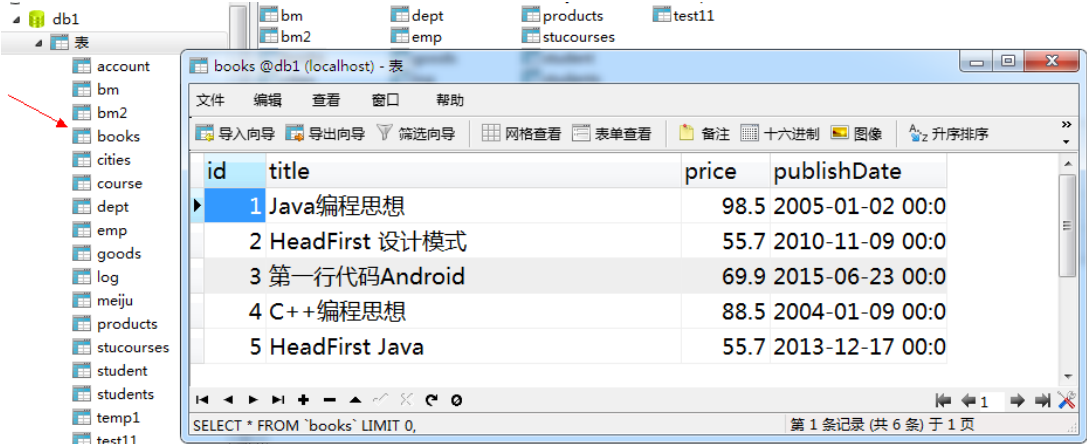 db1
表
account
bm
bm2
books
cities
course
dept
emp
goods
log
meiju
products
stucourses
student
students
temp1
test11
bm dept products test11
bm2 emp stucourses
books @db1 (localhost) - 表
文件 编辑 查看 窗口 帮助
导入向导 导出向导 筛选向导 网格查看 表单查看 备注 十六进制 图像 升序排序
id title price publishDate
1 Java编程思想 98.5 2005-01-02 00:0
2 HeadFirst 设计模式 55.7 2010-11-09 00:0
3 第一行代码Android 69.9 2015-06-23 00:0
4 C++编程思想 88.5 2004-01-09 00:0
5 HeadFirst Java 55.7 2013-12-17 00:0
1
SELECT * FROM `books` LIMIT 0, 第 1 条记录 (共 6 条) 于 1 页